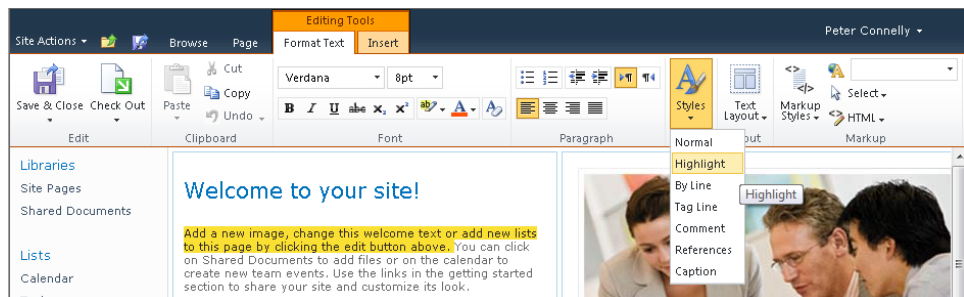 Editing Tools
Site Actions Browse Page Format Text Insert Peter Connelly
Save & Close Check Out Paste Cut Copy Undo
Verdana 8pt
B I U abc x, x²
Styles Text Layout Markup Styles Select HTML
Edit Clipboard Font Paragraph out Markup
Normal
Highlight
By Line
Tag Line
Comment
References
Caption
Highlight
Libraries
Site Pages
Shared Documents
Lists
Calendar
Welcome to your site!
Add a new image, change this welcome text or add new lists
to this page by clicking the edit button above. You can click
on Shared Documents to add files or on the calendar to
create new team events. Use the links in the getting started
section to share your site and customize its look.